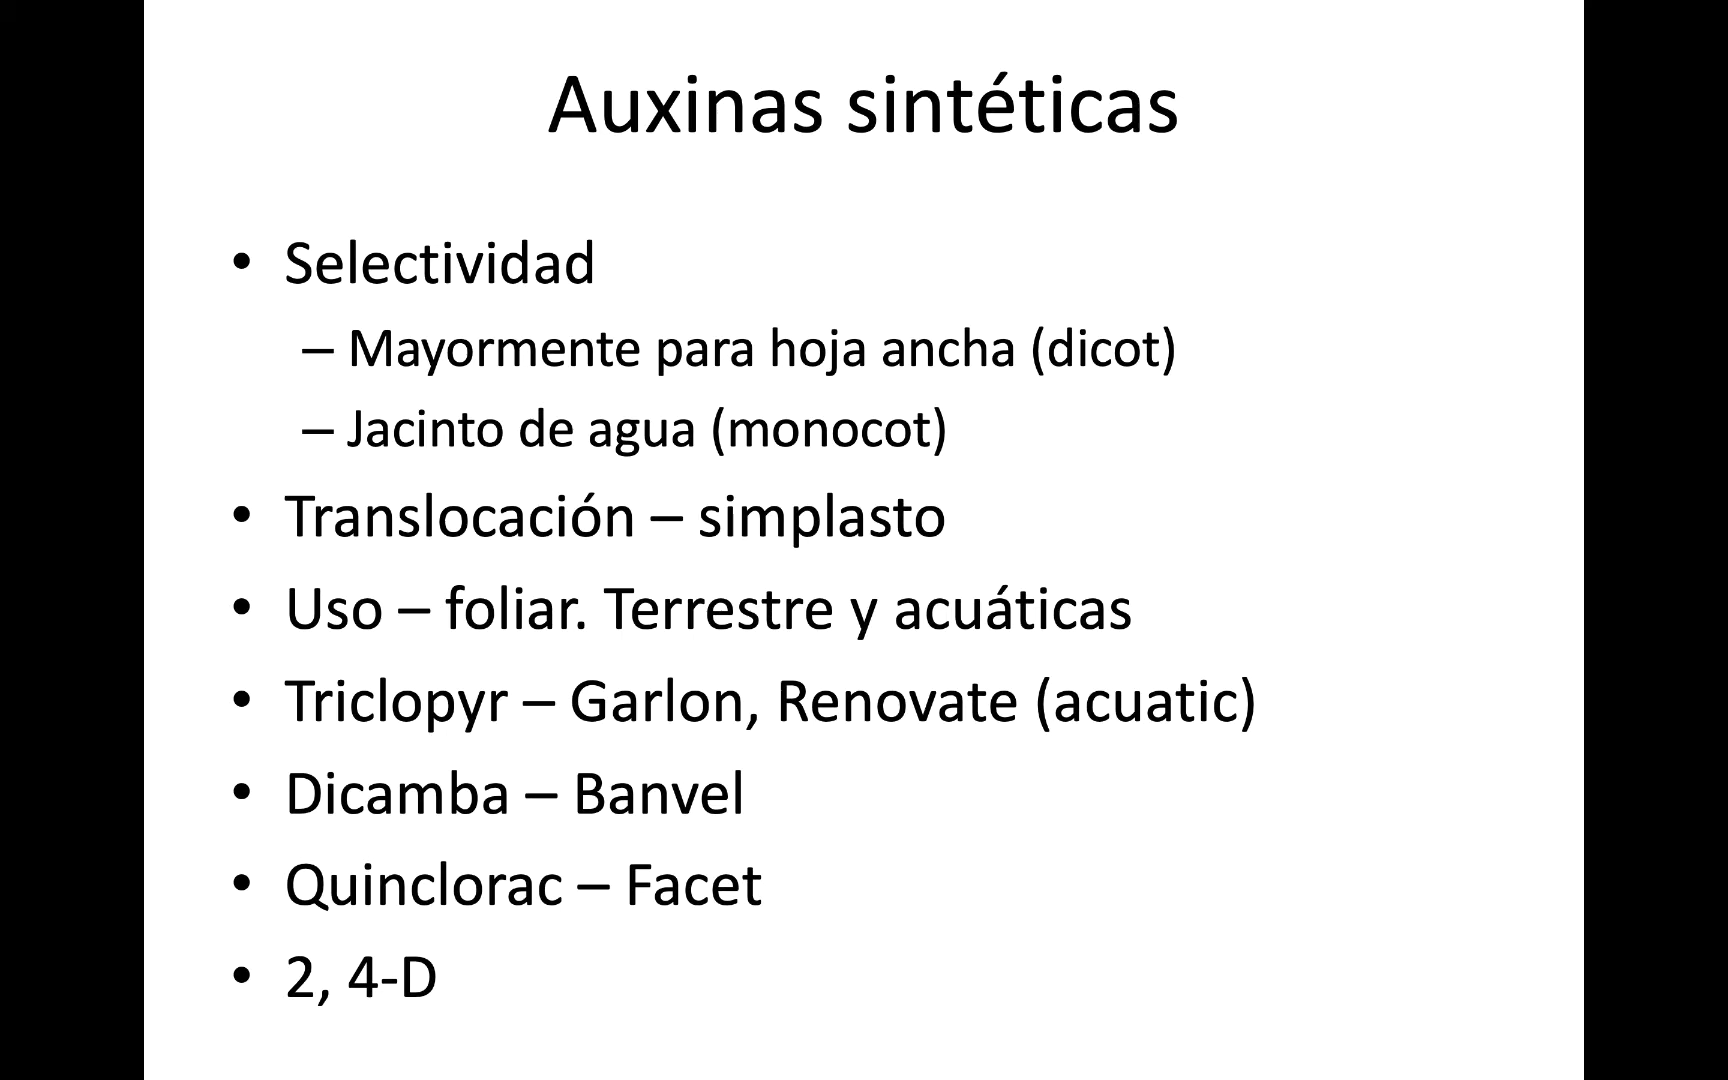 Auxinas sintéticas
• Selectividad
– Mayormente para hoja ancha (dicot)
– Jacinto de agua (monocot)
• Translocación – simplasto
• Uso – foliar. Terrestre y acuáticas
• Triclopyr – Garlon, Renovate (acuatic)
• Dicamba – Banvel
• Quinclorac – Facet
• 2, 4-D